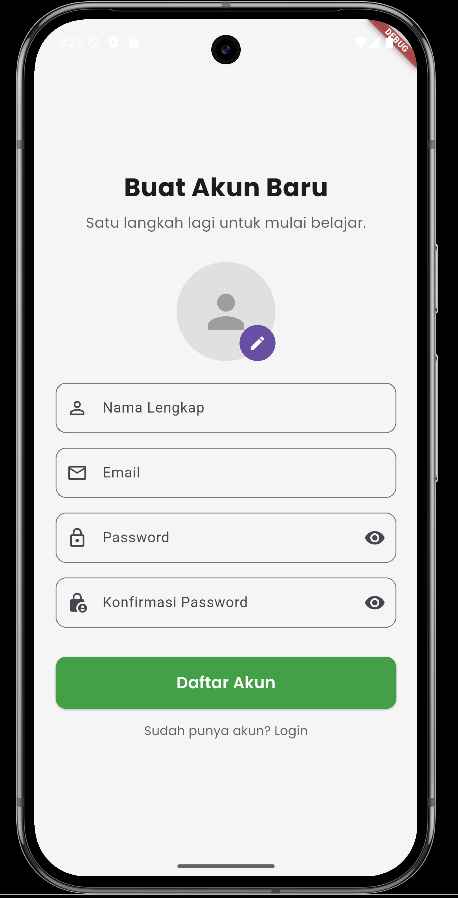 8:27
DEBUG
Buat Akun Baru
Satu langkah lagi untuk mulai belajar.
Nama Lengkap
Email
Password
Konfirmasi Password
Daftar Akun
Sudah punya akun? Login